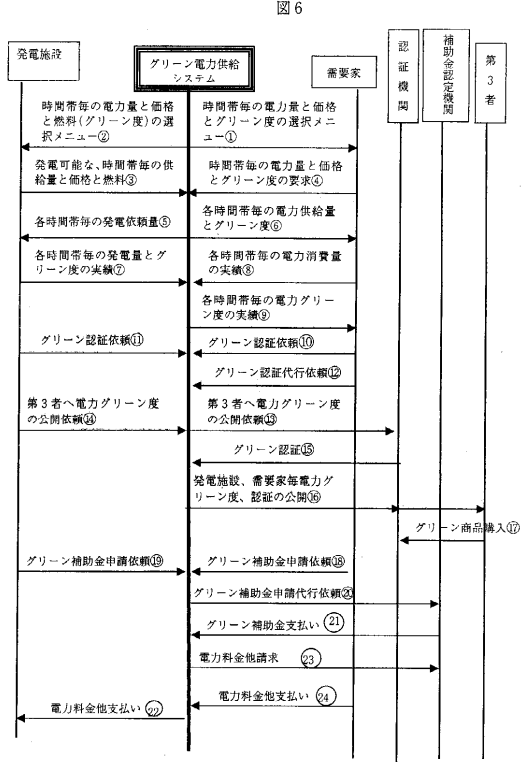 図6
発電施設
グリーン電力供給
システム
需要家
認証機関
補助金認定機関
第3者
時間帯毎の電力量と価格
と燃料(グリーン度)の選
択メニュー②
時間帯毎の電力量と価格
とグリーン度の選択メニ
ュー①
発電可能な、時間帯毎の供
給量と価格と燃料③
時間帯毎の電力量と価格
とグリーン度の要求④
各時間帯毎の発電依頼量⑤
各時間帯毎の電力供給量
とグリーン度⑥
各時間帯毎の発電量とグ
リーン度の実績⑦
各時間帯毎の電力消費量
の実績⑧
各時間帯毎の電力グリー
ン度の実績⑨
グリーン認証依頼⑪
グリーン認証依頼⑩
グリーン認証代行依頼⑫
第3者へ電力グリーン度
の公開依頼⑭
第3者へ電力グリーン度
の公開依頼⑬
グリーン認証⑮
発電施設、需要家毎電力グ
リーン度、認証の公開⑯
グリーン商品購入⑰
グリーン補助金申請依頼⑲
グリーン補助金申請依頼⑱
グリーン補助金申請代行依頼⑳
グリーン補助金支払い㉑
電力料金他請求 ㉓
電力料金他支払い㉔
電力料金他支払い㉒